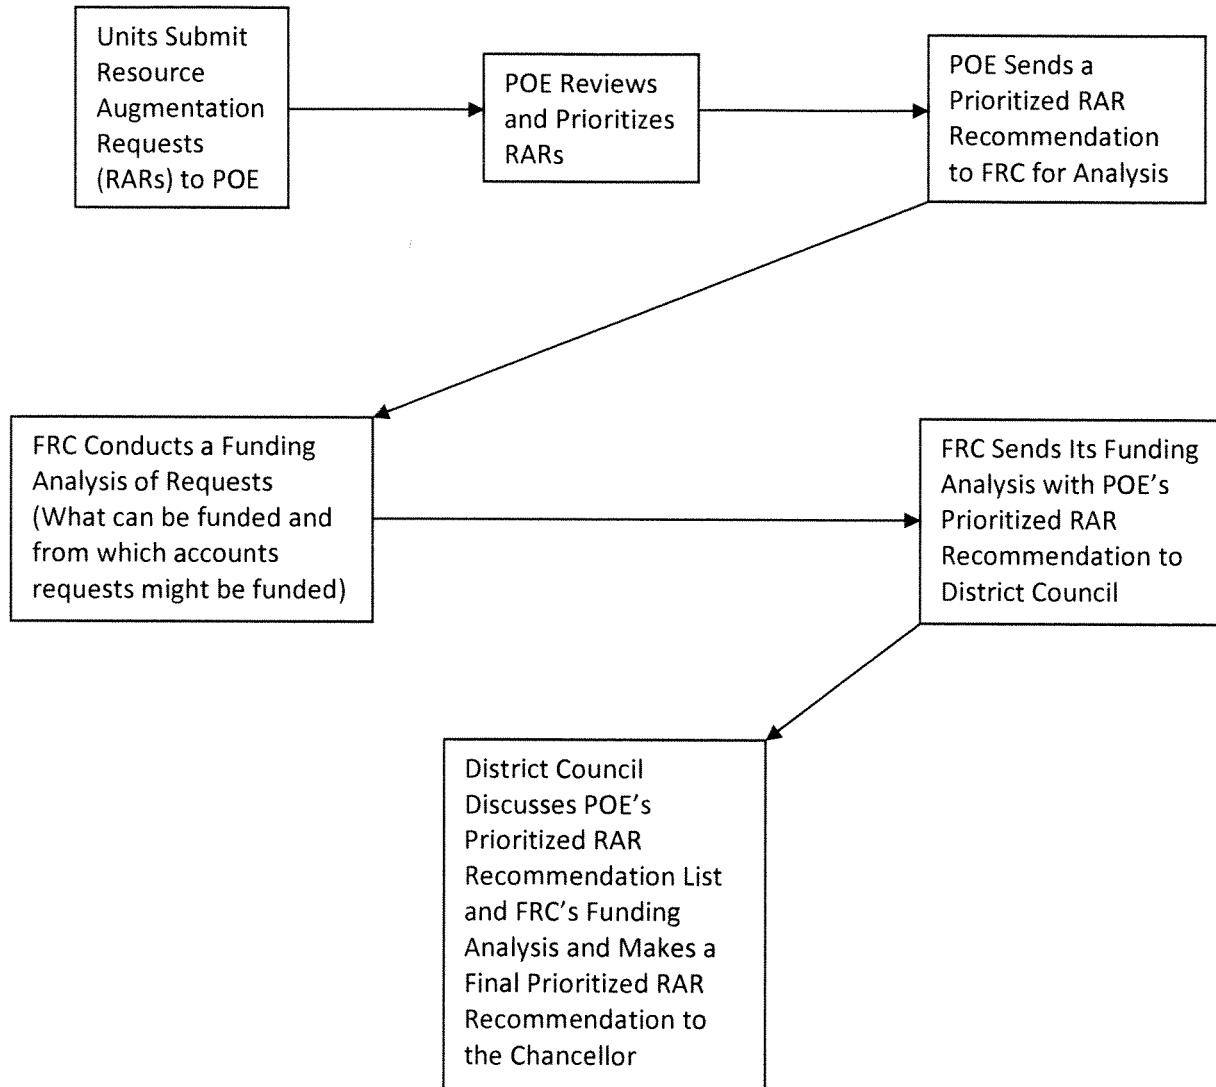 Units Submit
Resource
Augmentation
Requests
(RARs) to POE
POE Reviews
and Prioritizes
RARs
POE Sends a
Prioritized RAR
Recommendation
to FRC for Analysis
FRC Conducts a Funding
Analysis of Requests
(What can be funded and
from which accounts
requests might be funded)
FRC Sends Its Funding
Analysis with POE’s
Prioritized RAR
Recommendation to
District Council
District Council
Discusses POE’s
Prioritized RAR
Recommendation List
and FRC’s Funding
Analysis and Makes a
Final Prioritized RAR
Recommendation to
the Chancellor